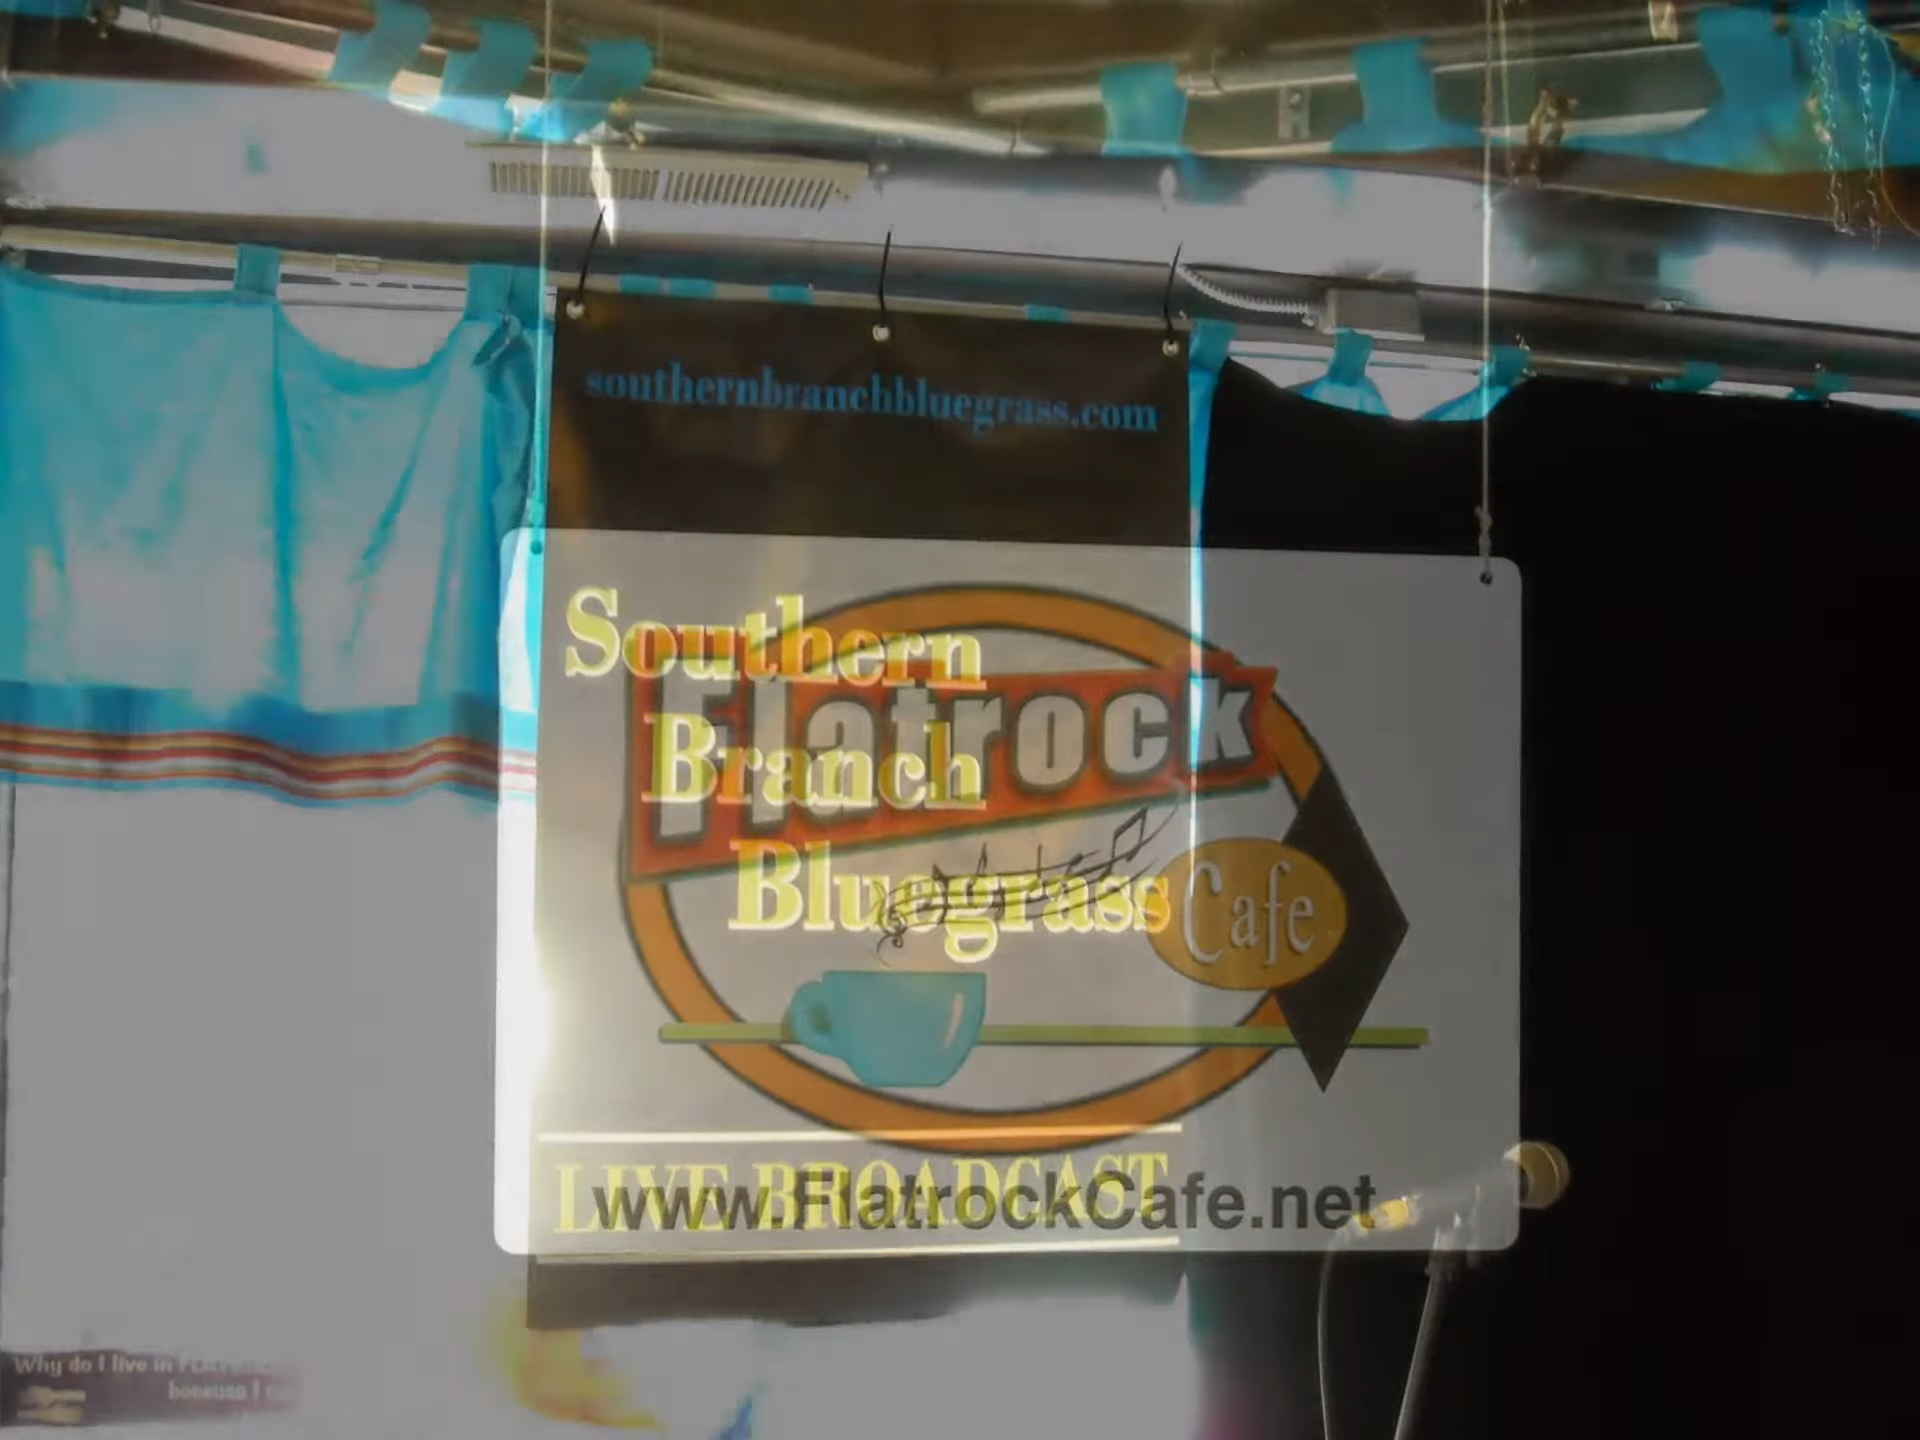 southernbranchbluegrass.com
Southern
Branch
Bluegrass
Flatrock
Cafe
LIVE BROADCAST
www.FlatrockCafe.net
Why do I live in
because I